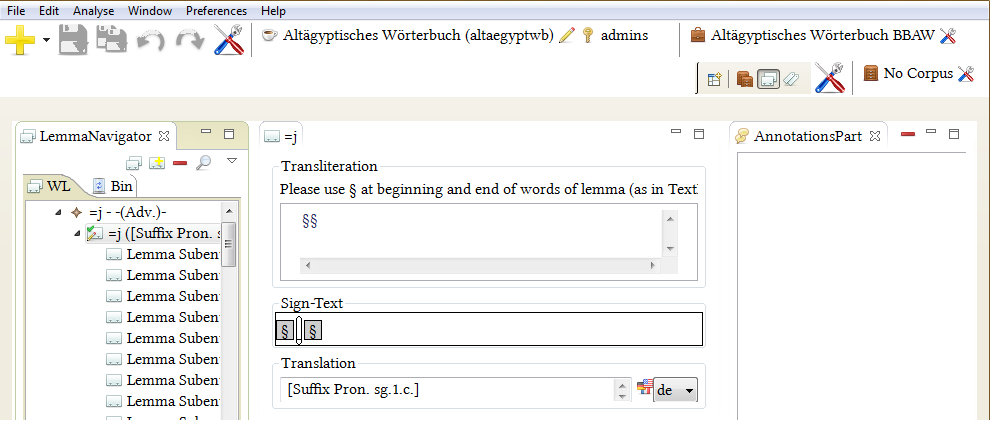 File Edit Analyse Window Preferences Help
Altägyptisches Wörterbuch (altaegyptwb) admins
Altägyptisches Wörterbuch BBAW
No Corpus
LemmaNavigator
WL Bin
=j - -(Adv.)-
=j ([Suffix Pron. s
Lemma Suben
Lemma Suben
Lemma Suben
Lemma Suben
Lemma Suben
Lemma Suben
Lemma Suben
Lemma Suben
=j
Transliteration
Please use § at beginning and end of words of lemma (as in Text
§§
Sign-Text
§ §
Translation
[Suffix Pron. sg.1.c.] de
AnnotationsPart